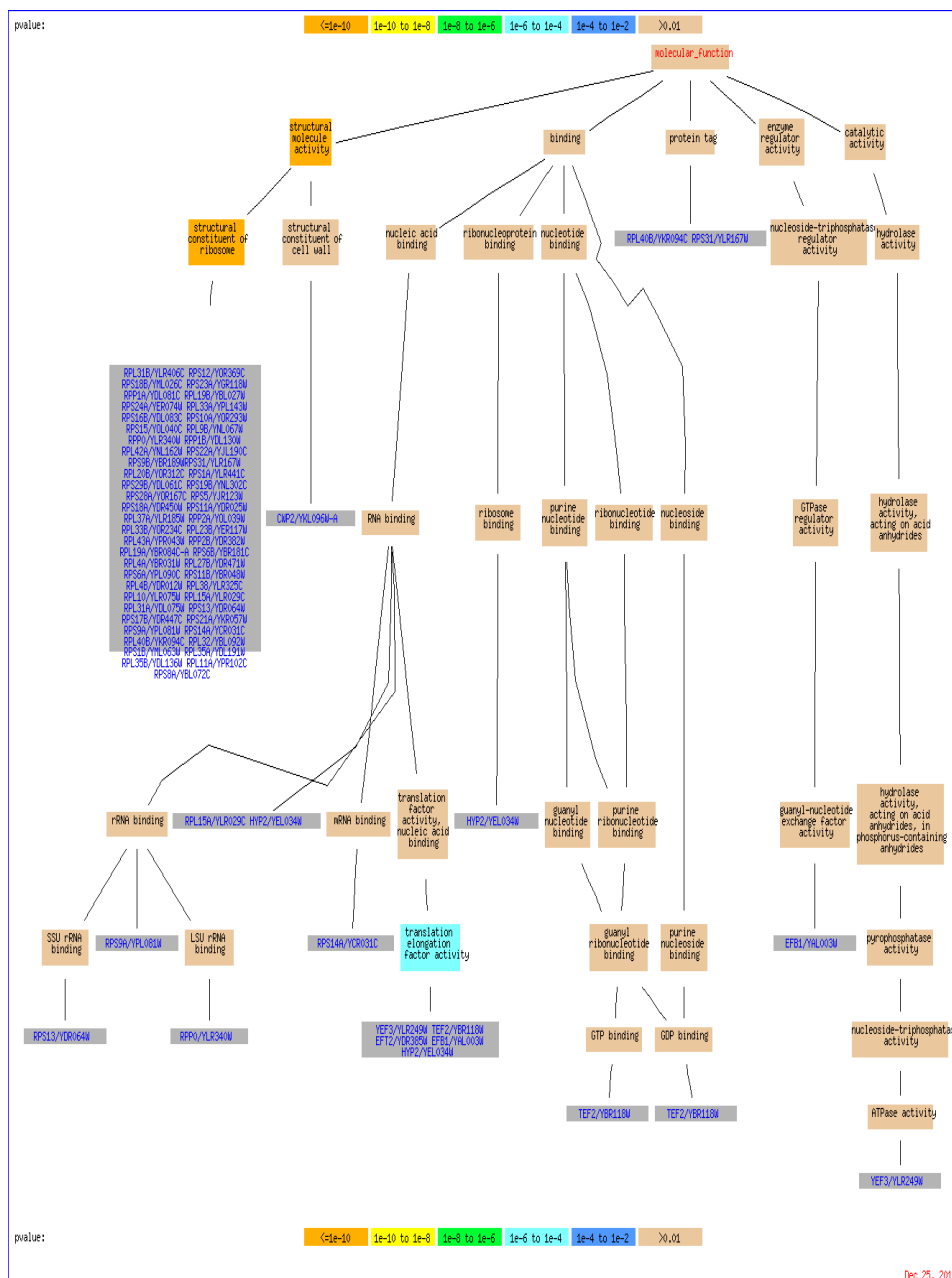 pvalue:
<=1e-10 1e-10 to 1e-8 1e-8 to 1e-6 1e-6 to 1e-4 1e-4 to 1e-2 >0.01
molecular_function
structural
molecule
activity
binding
protein tag
enzyme
regulator
activity
catalytic
activity
structural
constituent of
ribosome
structural
constituent of
cell wall
nucleic acid
binding
ribonucleoprotein
binding
nucleotide
binding
RPL40B/YKR094C RPS31/YLR167W
nucleoside-triphosphatase
regulator
activity
hydrolase
activity
RPL31B/YLR406C RPS12/YOR369C
RPS18B/YML026C RPS23A/YGR118W
RPP1A/YDL081C RPL19B/YBL027W
RPS24A/YER074W RPL33A/YPL143W
RPS16B/YDL083C RPS10A/YOR293W
RPS15/YOL040C RPL9B/YNL067W
RPP0/YLR340W RPP1B/YDL130W
RPL42A/YNL162W RPS22A/YJL190C
RPS9B/YBR189WRPS31/YLR167W
RPL20B/YOR312C RPS1A/YLR441C
RPS29B/YDL061C RPS19B/YNL302C
RPS28A/YOR167C RPS5/YJR123W
RPS18A/YDR450W RPS11A/YDR025W
RPL37A/YLR185W RPP2A/YOL039W
RPL33B/YOR234C RPL23B/YER117W
RPL43A/YPR043W RPP2B/YDR382W
RPL19A/YBR084C-A RPS6B/YBR181C
RPL4A/YBR031W RPL27B/YDR471W
RPS6A/YPL090C RPS11B/YBR048W
RPL4B/YDR012W RPL38/YLR325C
RPL10/YLR075W RPL15A/YLR029C
RPL31A/YDL075W RPS13/YDR064W
RPS17B/YDR447C RPS21A/YKR057W
RPS9A/YPL081W RPS14A/YCR031C
RPL40B/YKR094C RPL32/YBL092W
RPS1B/YML063W RPL35A/YDL191W
RPL35B/YDL136W RPL11A/YPR102C
RPS8A/YBL072C
CWP2/YKL096W-A
RNA binding
ribosome
binding
purine
nucleotide
binding
ribonucleotide
binding
nucleoside
binding
GTPase
regulator
activity
hydrolase
activity,
acting on acid
anhydrides
rRNA binding
RPL15A/YLR029C HYP2/YEL034W
mRNA binding
translation
factor
activity,
nucleic acid
binding
HYP2/YEL034W
guanyl
nucleotide
binding
purine
ribonucleotide
binding
guanyl-nucleotide
exchange factor
activity
hydrolase
activity,
acting on acid
anhydrides, in
phosphorus-containing
anhydrides
SSU rRNA
binding
RPS9A/YPL081W
LSU rRNA
binding
RPS14A/YCR031C
translation
elongation
factor activity
guanyl
ribonucleotide
binding
purine
nucleoside
binding
EFB1/YAL003W
pyrophosphatase
activity
RPS13/YDR064W
RPP0/YLR340W
YEF3/YLR249W TEF2/YBR118W
EFT2/YDR385W EFB1/YAL003W
HYP2/YEL034W
GTP binding
GDP binding
nucleoside-triphosphatase
activity
TEF2/YBR118W
TEF2/YBR118W
ATPase activity
YEF3/YLR249W
pvalue:
<=1e-10 1e-10 to 1e-8 1e-8 to 1e-6 1e-6 to 1e-4 1e-4 to 1e-2 >0.01
Dec 25, 201